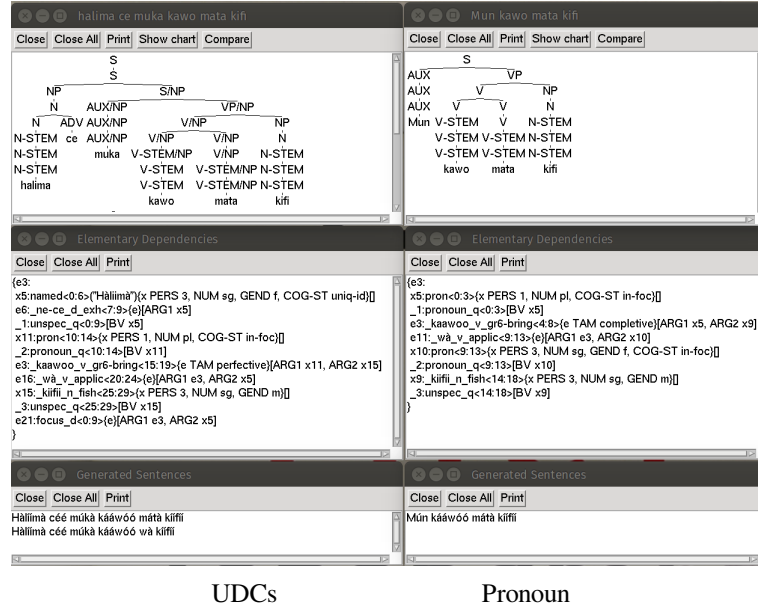 halima ce muka kawo mata kifi
Close Close All Print Show chart Compare
S
S
NP S/NP
N AUX/NP VP/NP
N ADV AUX/NP V/NP NP
N-STEM ce AUX/NP V/NP V/NP N
N-STEM muka V-STEM/NP V/NP N-STEM
N-STEM V-STEM V-STEM/NP N-STEM
halima V-STEM V-STEM/NP N-STEM
kawo mata kifi
Mun kawo mata kifi
Close Close All Print Show chart Compare
S
AUX VP
AUX V NP
AUX V V N
Mun V-STEM V N-STEM
V-STEM V-STEM N-STEM
V-STEM V-STEM N-STEM
kawo mata kifi
Elementary Dependencies
Close Close All Print
{e3:
x5:named<0:6>("Hàliimà"){x PERS 3, NUM sg, GEND f, COG-ST uniq-id}[]
e6:_ne-ce_d_exh<7:9>{e}[ARG1 x5]
_1:unspec_q<0:9>[BV x5]
x11:pron<10:14>{x PERS 1, NUM pl, COG-ST in-foc}[]
_2:pronoun_q<10:14>[BV x11]
e3:_kaawoo_v_gr6-bring<15:19>{e TAM perfective}[ARG1 x11, ARG2 x15]
e16:_wà_v_applic<20:24>{e}[ARG1 e3, ARG2 x5]
x15:_kiifii_n_fish<25:29>{x PERS 3, NUM sg, GEND m}[]
_3:unspec_q<25:29>[BV x15]
e21:focus_d<0:9>{e}[ARG1 e3, ARG2 x5]
}
Elementary Dependencies
Close Close All Print
{e3:
x5:pron<0:3>{x PERS 1, NUM pl, COG-ST in-foc}[]
_1:pronoun_q<0:3>[BV x5]
e3:_kaawoo_v_gr6-bring<4:8>{e TAM completive}[ARG1 x5, ARG2 x9]
e11:_wà_v_applic<9:13>{e}[ARG1 e3, ARG2 x10]
x10:pron<9:13>{x PERS 3, NUM sg, GEND f, COG-ST in-foc}[]
_2:pronoun_q<9:13>[BV x10]
x9:_kiifii_n_fish<14:18>{x PERS 3, NUM sg, GEND m}[]
_3:unspec_q<14:18>[BV x9]
}
Generated Sentences
Close Close All Print
Hàlíímà céé múkà kááwóó mátà kíífíí
Hàlíímà céé múkà kááwóó wà kíífíí
Generated Sentences
Close Close All Print
Mún kááwóó mátà kíífíí
UDCs Pronoun